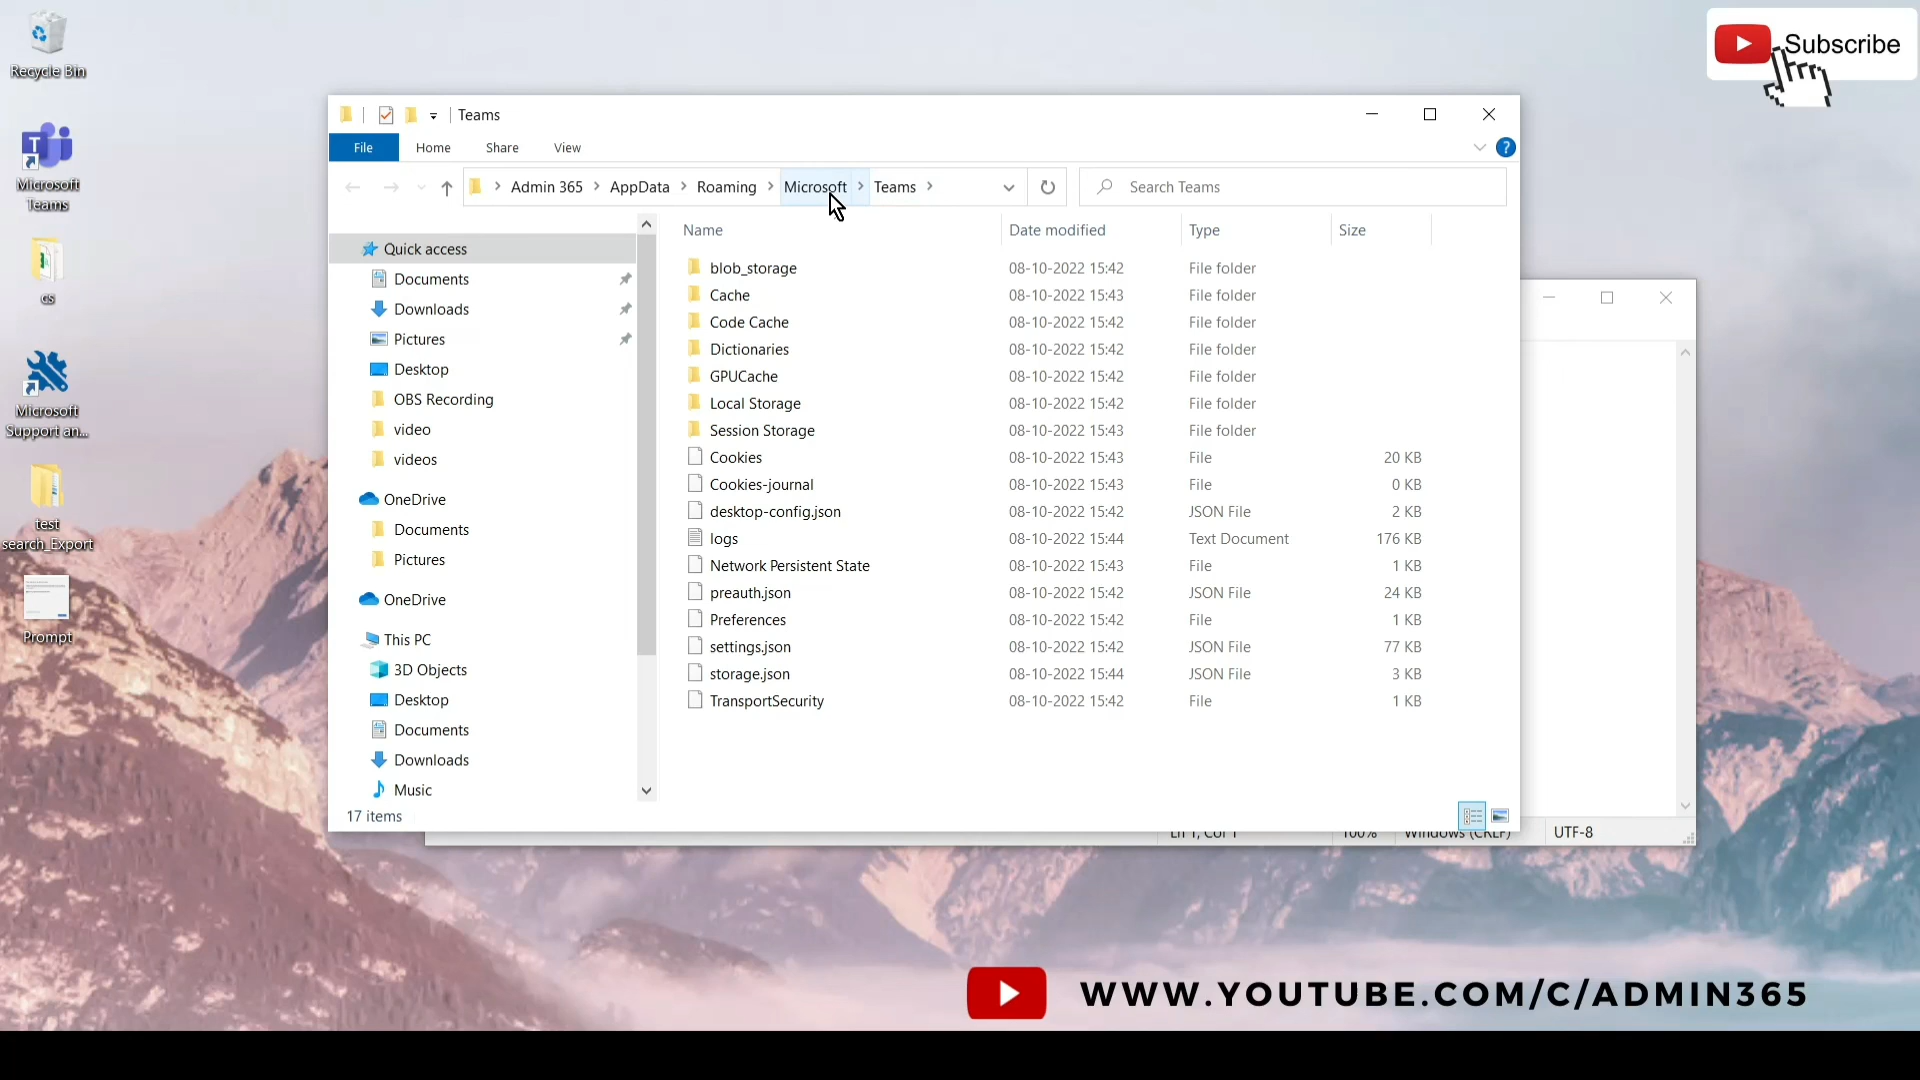 Recycle Bin
Microsoft
Teams
cs
Microsoft
Support an...
test
search_Export
Prompt
Subscribe
Teams
File Home Share View
Admin 365 AppData Roaming Microsoft Teams
Search Teams
Quick access
Documents
Downloads
Pictures
Desktop
OBS Recording
video
videos
OneDrive
Documents
Pictures
OneDrive
This PC
3D Objects
Desktop
Documents
Downloads
Music
17 items
Name Date modified Type Size
blob_storage 08-10-2022 15:42 File folder
Cache 08-10-2022 15:43 File folder
Code Cache 08-10-2022 15:42 File folder
Dictionaries 08-10-2022 15:42 File folder
GPUCache 08-10-2022 15:42 File folder
Local Storage 08-10-2022 15:42 File folder
Session Storage 08-10-2022 15:43 File folder
Cookies 08-10-2022 15:43 File 20 KB
Cookies-journal 08-10-2022 15:43 File 0 KB
desktop-config.json 08-10-2022 15:42 JSON File 2 KB
logs 08-10-2022 15:44 Text Document 176 KB
Network Persistent State 08-10-2022 15:43 File 1 KB
preauth.json 08-10-2022 15:42 JSON File 24 KB
Preferences 08-10-2022 15:42 File 1 KB
settings.json 08-10-2022 15:42 JSON File 77 KB
storage.json 08-10-2022 15:44 JSON File 3 KB
TransportSecurity 08-10-2022 15:42 File 1 KB
Ln 1, Col 1 100% Windows (CRLF) UTF-8
WWW.YOUTUBE.COM/C/ADMIN365